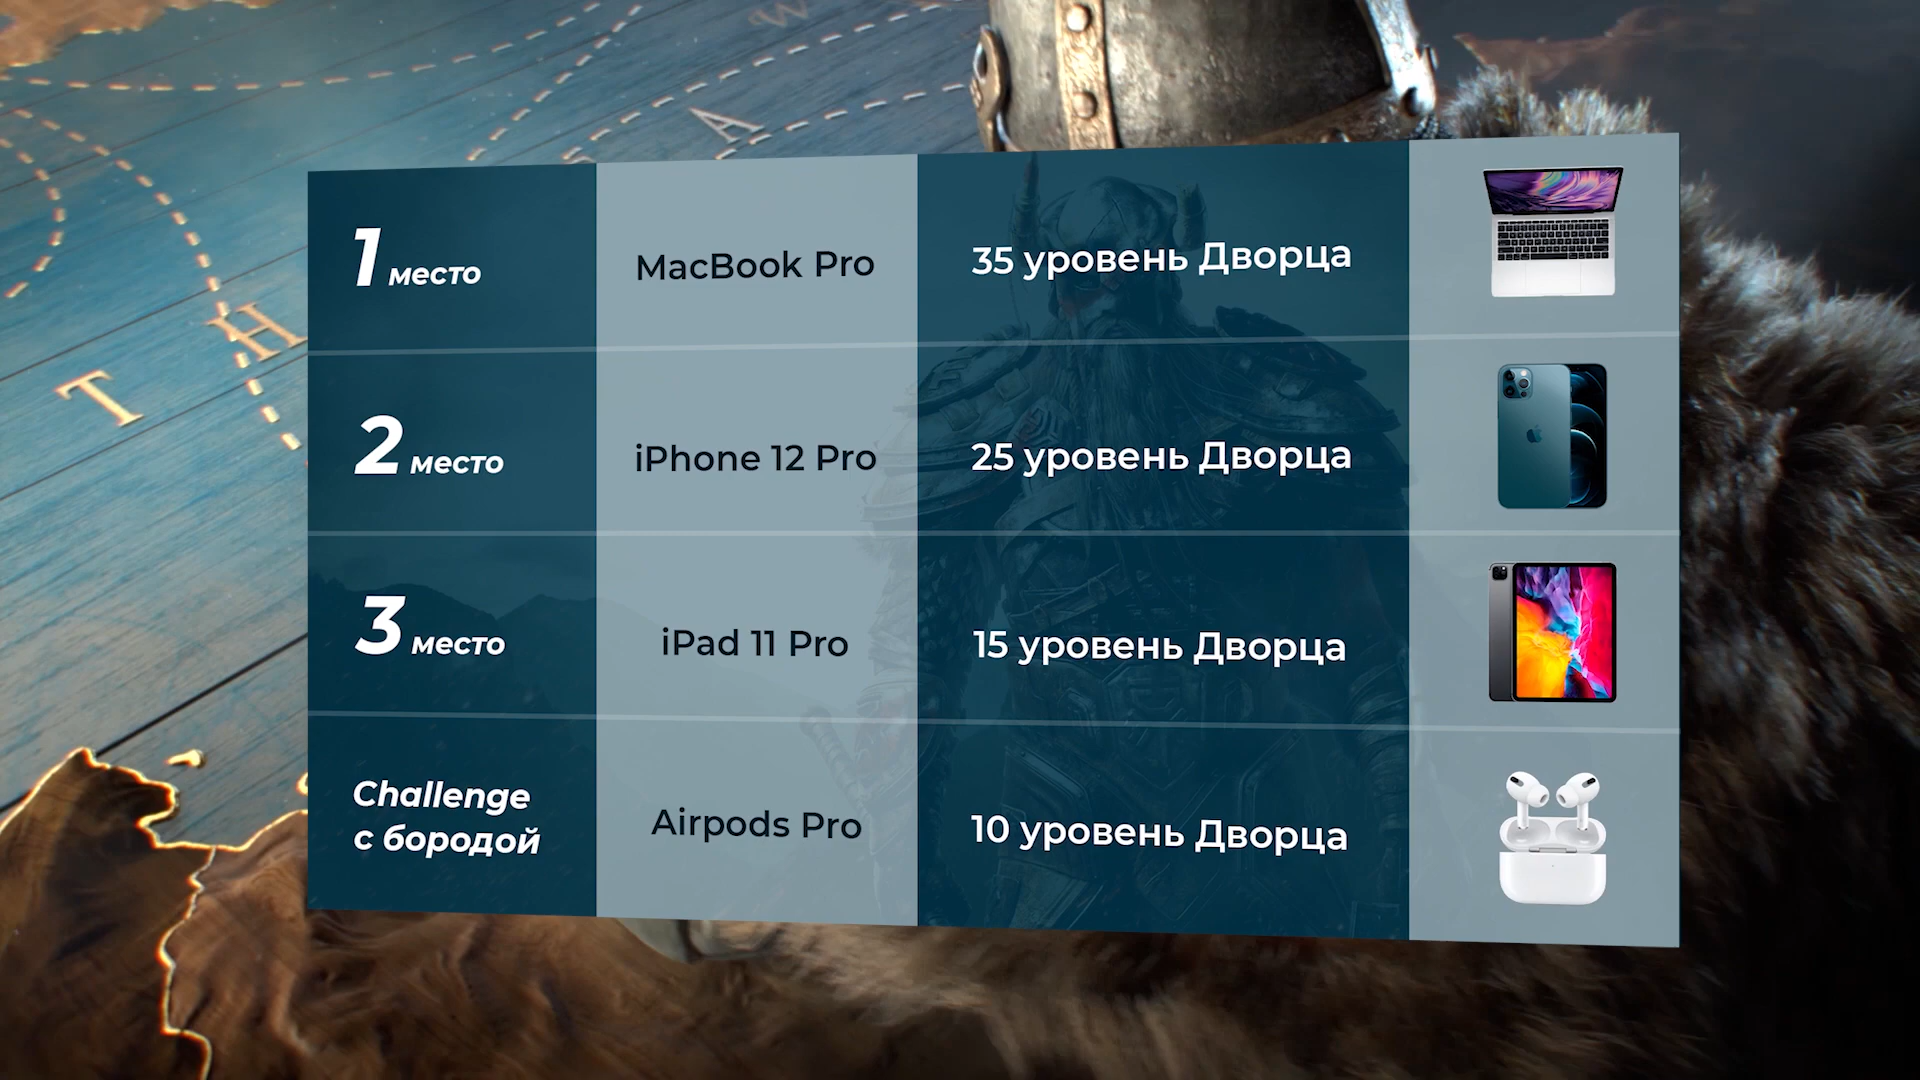 W
A
H
T
1 место
MacBook Pro
35 уровень Дворца
2 место
iPhone 12 Pro
25 уровень Дворца
3 место
iPad 11 Pro
15 уровень Дворца
Challenge
с бородой
Airpods Pro
10 уровень Дворца